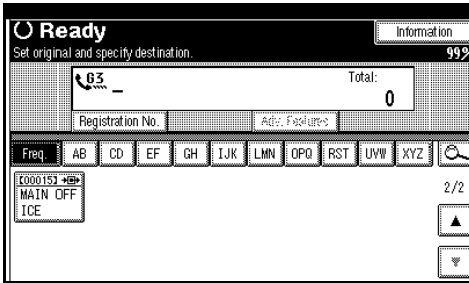 Ready
Information
Set original and specify destination.
99%
G3
Total:
0
Registration No.
Adv. Features
Freq. AB CD EF GH IJK LMN OPQ RST UVW XYZ
[00015]
MAIN OFF
ICE
2/2